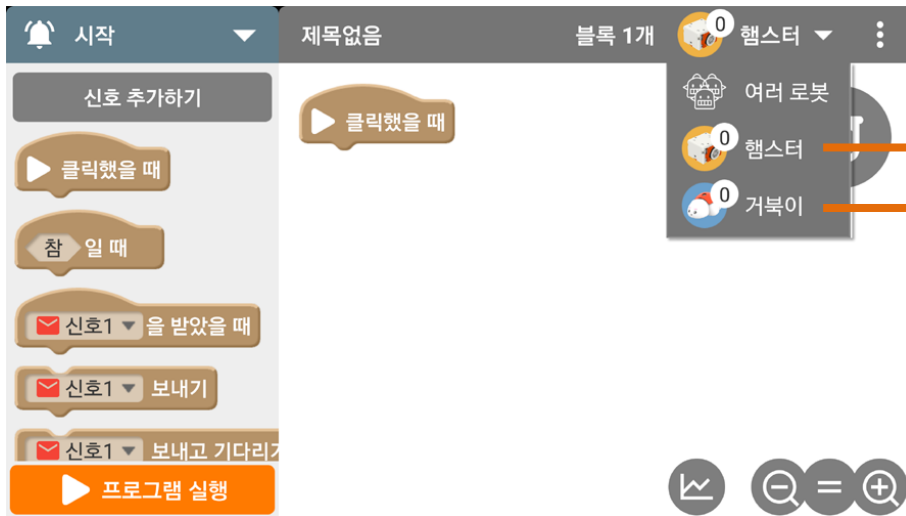 시작
제목없음
블록 1개
0
햄스터
신호 추가하기
클릭했을 때
참 일 때
신호1 을 받았을 때
신호1 보내기
신호1 보내고 기다리기
프로그램 실행
클릭했을 때
여러 로봇
0
햄스터
0
거북이